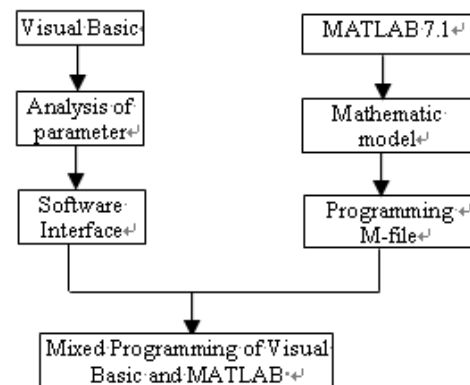 Visual Basic
MATLAB 7.1
Analysis of
parameter
Mathematic
model
Software
Interface
Programming
M-file
Mixed Programming of Visual
Basic and MATLAB